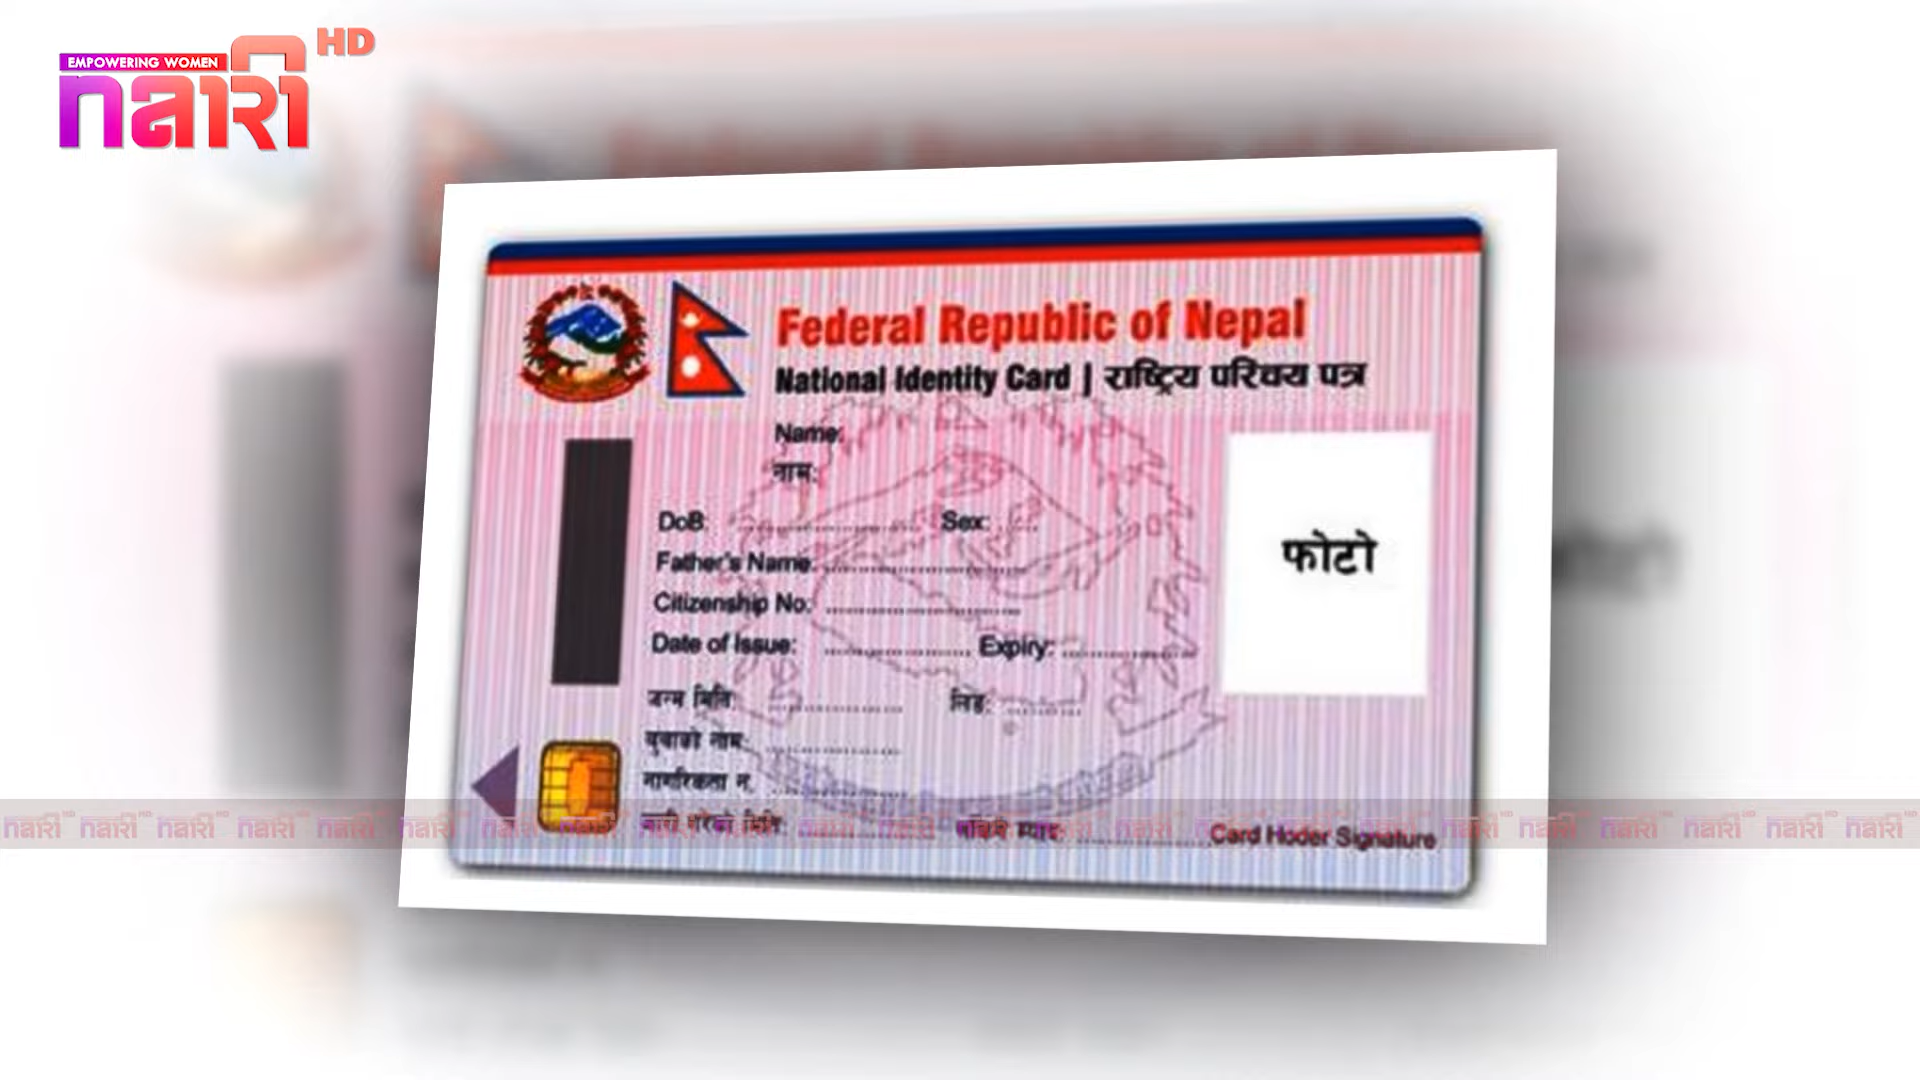 EMPOWERING WOMEN
नारी HD
Federal Republic of Nepal
National Identity Card | राष्ट्रिय परिचय पत्र
Name:
नाम:
DoB: Sex:
Father's Name:
Citizenship No:
Date of Issue: Expiry:
फोटो
जन्म मिति: लिङ्ग:
बुवाको नाम:
नागरिकता न.
जारी गरेको मिति:
Card Hoder Signature
नारी नारी नारी नारी नारी नारी नारी नारी नारी नारी नारी नारी